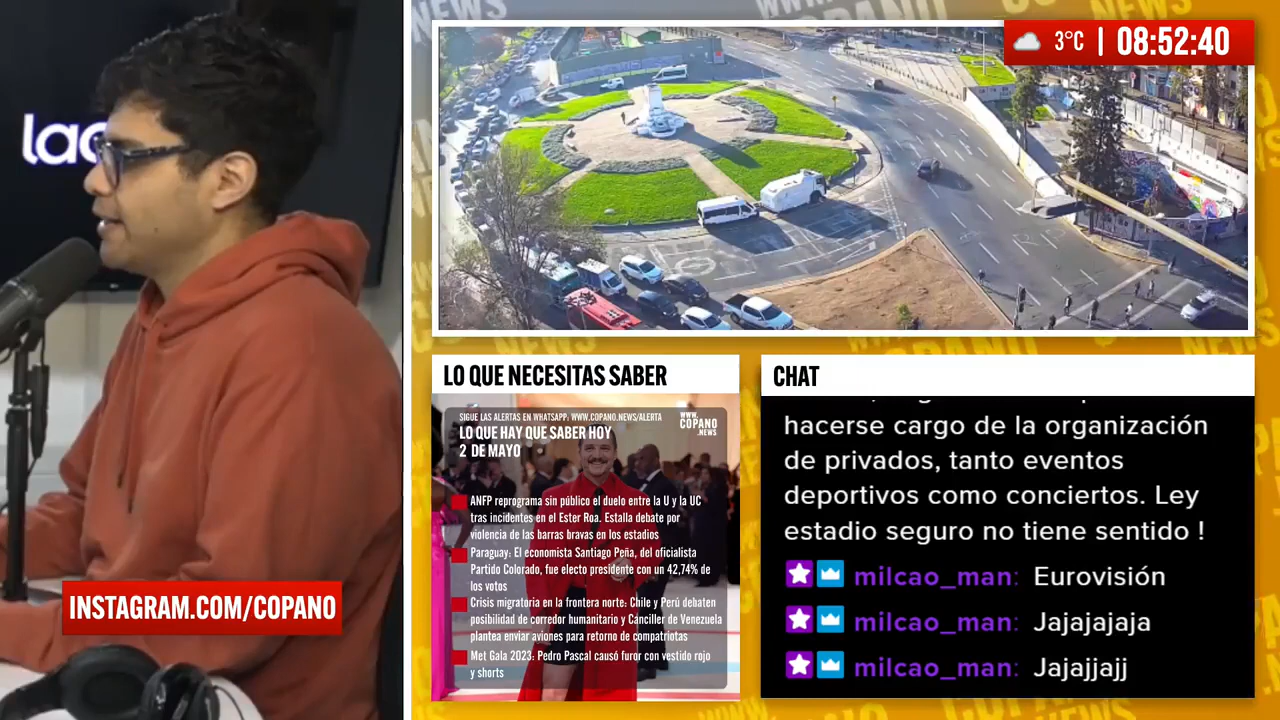 3°C | 08:52:40
LO QUE NECESITAS SABER
SIGUE LAS ALERTAS EN WHATSAPP: WWW.COPANO.NEWS/ALERTA
WWW.
COPANO
.NEWS
LO QUE HAY QUE SABER HOY
2 DE MAYO
ANFP reprograma sin público el duelo entre la U y la UC
tras incidentes en el Ester Roa. Estalla debate por
violencia de las barras bravas en los estadios
Paraguay: El economista Santiago Peña, del oficialista
Partido Colorado, fue electo presidente con un 42,74% de
los votos
Crisis migratoria en la frontera norte: Chile y Perú debaten
posibilidad de corredor humanitario y Canciller de Venezuela
plantea enviar aviones para retorno de compatriotas
Met Gala 2023: Pedro Pascal causó furor con vestido rojo
y shorts
CHAT
hacerse cargo de la organización
de privados, tanto eventos
deportivos como conciertos. Ley
estadio seguro no tiene sentido !
milcao_man: Eurovisión
milcao_man: Jajajajaja
milcao_man: Jajajjajj
INSTAGRAM.COM/COPANO